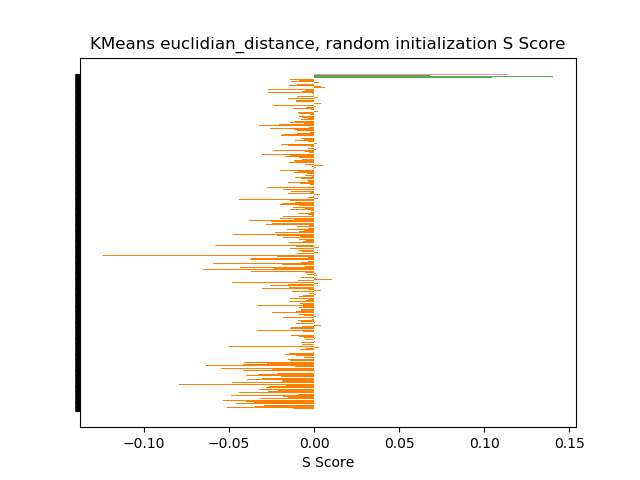 KMeans euclidian_distance, random initialization S Score
−0.10 −0.05 0.00 0.05 0.10 0.15
S Score